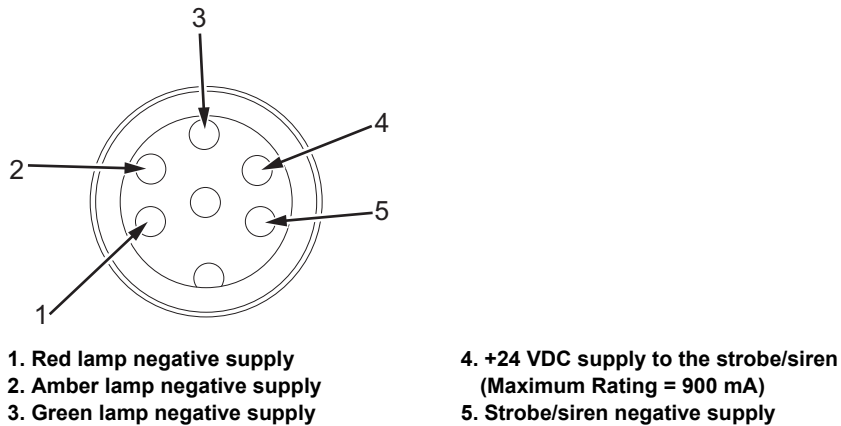 3
4
2
5
1
1. Red lamp negative supply
2. Amber lamp negative supply
3. Green lamp negative supply
4. +24 VDC supply to the strobe/siren
(Maximum Rating = 900 mA)
5. Strobe/siren negative supply